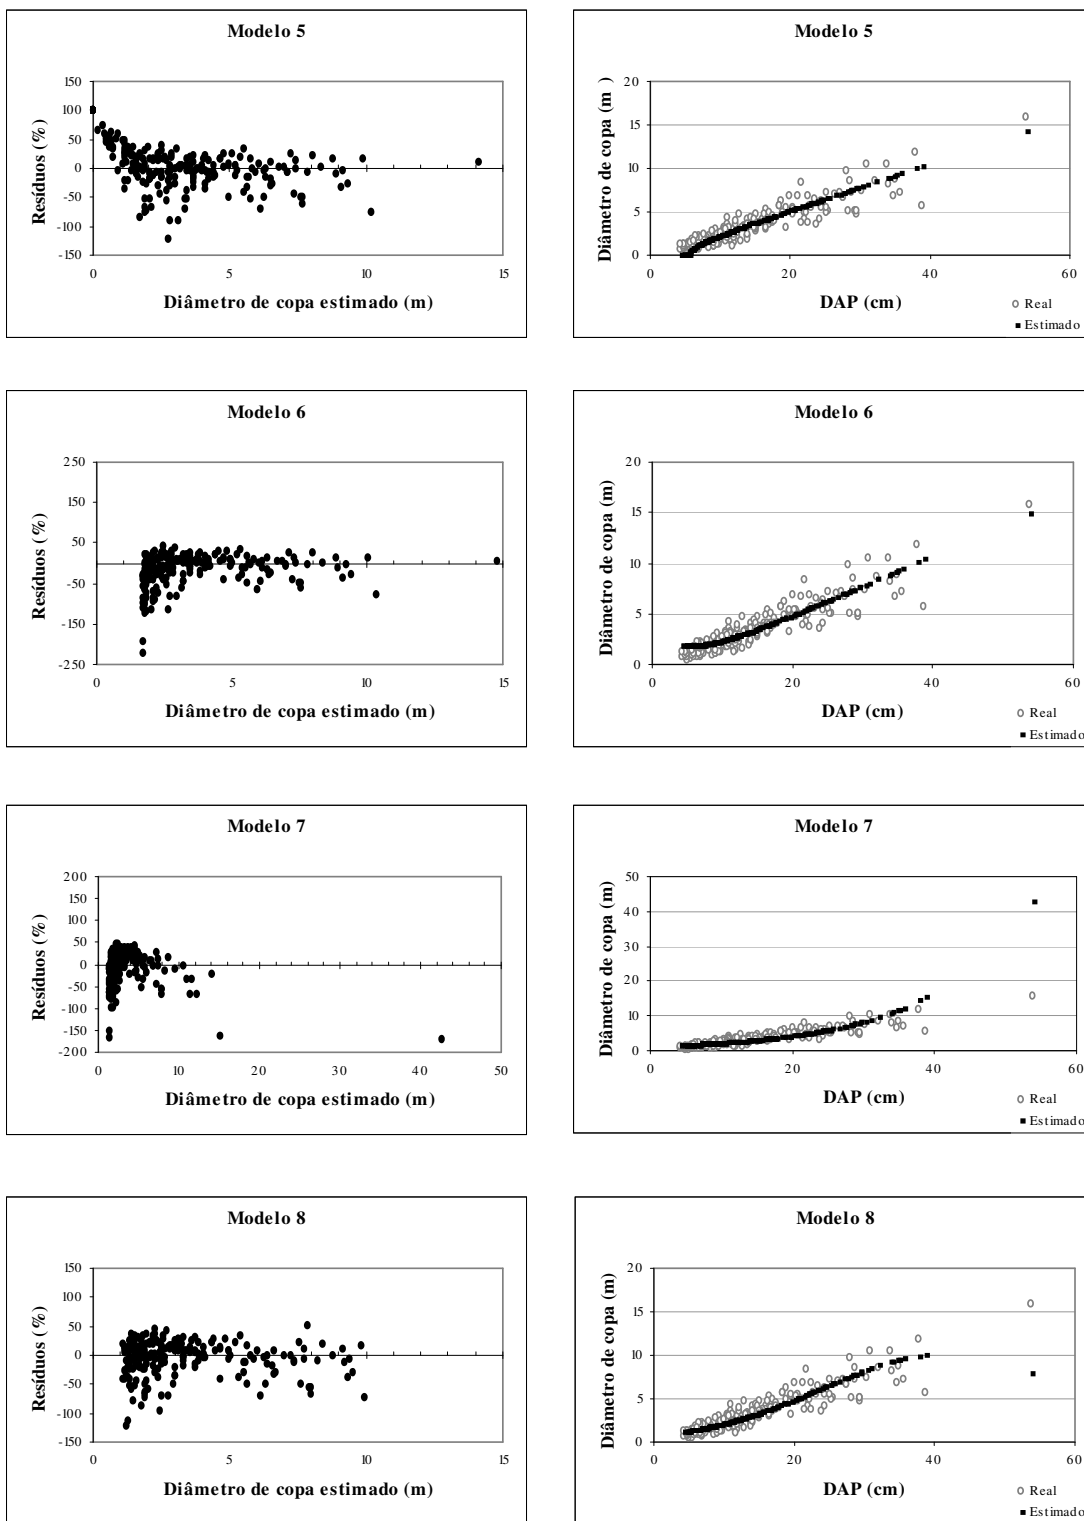 Modelo 5
150
100
50
0
-50
-100
-150
0
5
10
15
Resíduos (%)
Diâmetro de copa estimado (m)
Modelo 5
20
15
10
5
0
0
20
40
60
Diâmetro de copa (m )
DAP (cm)
Real
Estimado
Modelo 6
250
150
50
-50
-150
-250
0
5
10
15
Resíduos (%)
Diâmetro de copa estimado (m)
Modelo 6
20
15
10
5
0
0
20
40
60
Diâmetro de copa (m)
DAP (cm)
Real
Estimado
Modelo 7
200
150
100
50
0
-50
-100
-150
-200
0
10
20
30
40
50
Resíduos (%)
Diâmetro de copa estimado (m)
Modelo 7
50
40
30
20
10
0
0
20
40
60
Diâmetro de copa (m)
DAP (cm)
Real
Estimado
Modelo 8
150
100
50
0
-50
-100
-150
0
5
10
15
Resíduos (%)
Diâmetro de copa estimado (m)
Modelo 8
20
15
10
5
0
0
20
40
60
Diâmetro de copa (m)
DAP (cm)
Real
Estimado